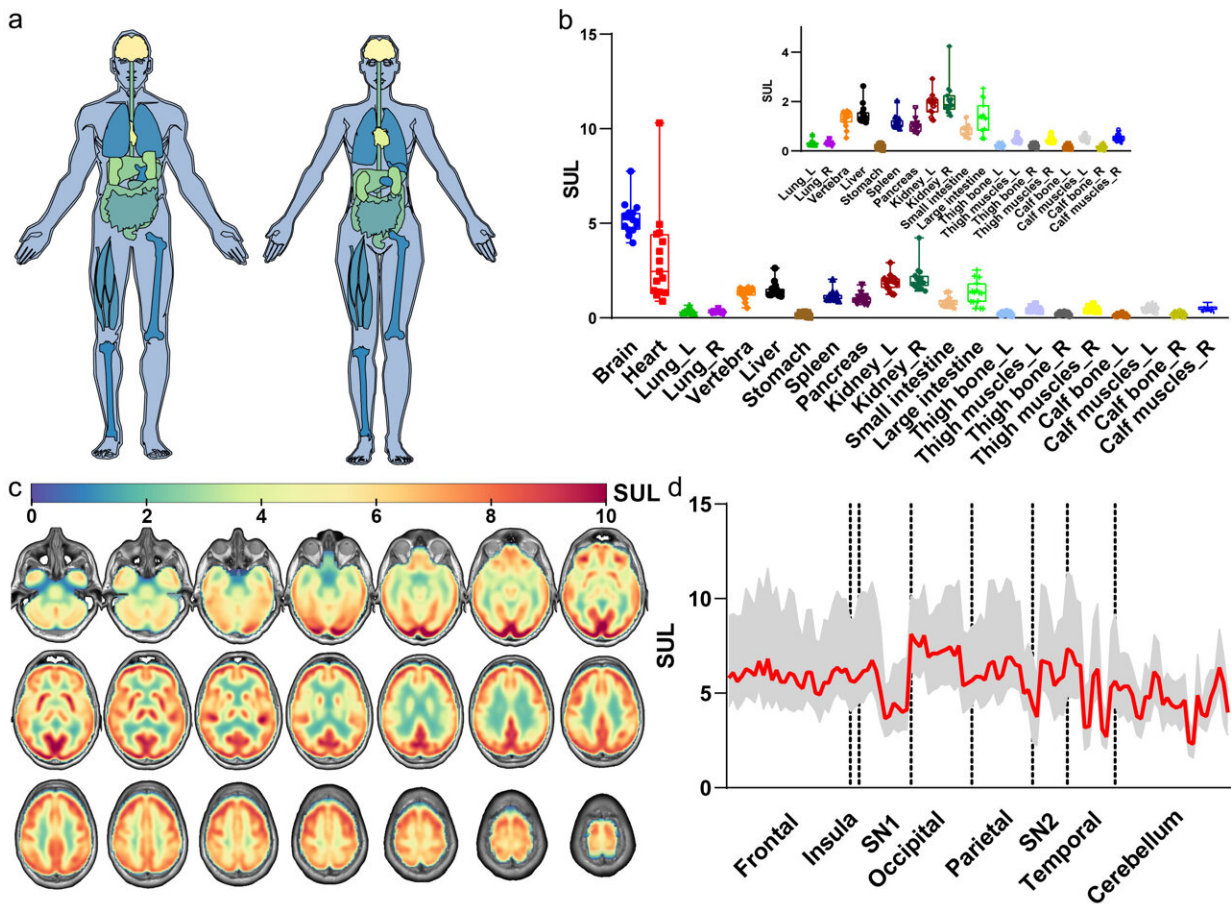 a
b
15
10
5
0
SUL
Brain
Heart
Lung_L
Lung_R
Vertebra
Liver
Stomach
Spleen
Pancreas
Kidney_L
Kidney_R
Small intestine
Large intestine
Thigh bone_L
Thigh muscles_L
Thigh bone_R
Thigh muscles_R
Calf bone_L
Calf muscles_L
Calf bone_R
Calf muscles_R
4
2
0
SUL
Lung_L
Lung_R
Vertebra
Liver
Stomach
Spleen
Pancreas
Kidney_L
Kidney_R
Small intestine
Large intestine
Thigh bone_L
Thigh muscles_L
Thigh bone_R
Thigh muscles_R
Calf bone_L
Calf muscles_L
Calf bone_R
Calf muscles_R
c
SUL
0 2 4 6 8 10
d
15
10
5
0
SUL
Frontal
Insula
SN1
Occipital
Parietal
SN2
Temporal
Cerebellum